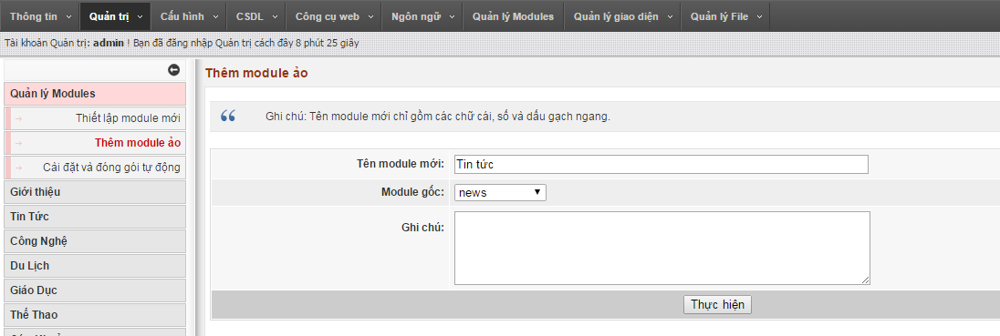 Thông tin Quản trị Cấu hình CSDL Công cụ web Ngôn ngữ Quản lý Modules Quản lý giao diện Quản lý File
Tài khoản Quản trị: admin ! Bạn đã đăng nhập Quản trị cách đây 8 phút 25 giây
Quản lý Modules
Thiết lập module mới
Thêm module ảo
Cài đặt và đóng gói tự động
Giới thiệu
Tin Tức
Công Nghệ
Du Lịch
Giáo Dục
Thể Thao
Thêm module ảo
Ghi chú: Tên module mới chỉ gồm các chữ cái, số và dấu gạch ngang.
Tên module mới: Tin tức
Module gốc: news
Ghi chú:
Thực hiện